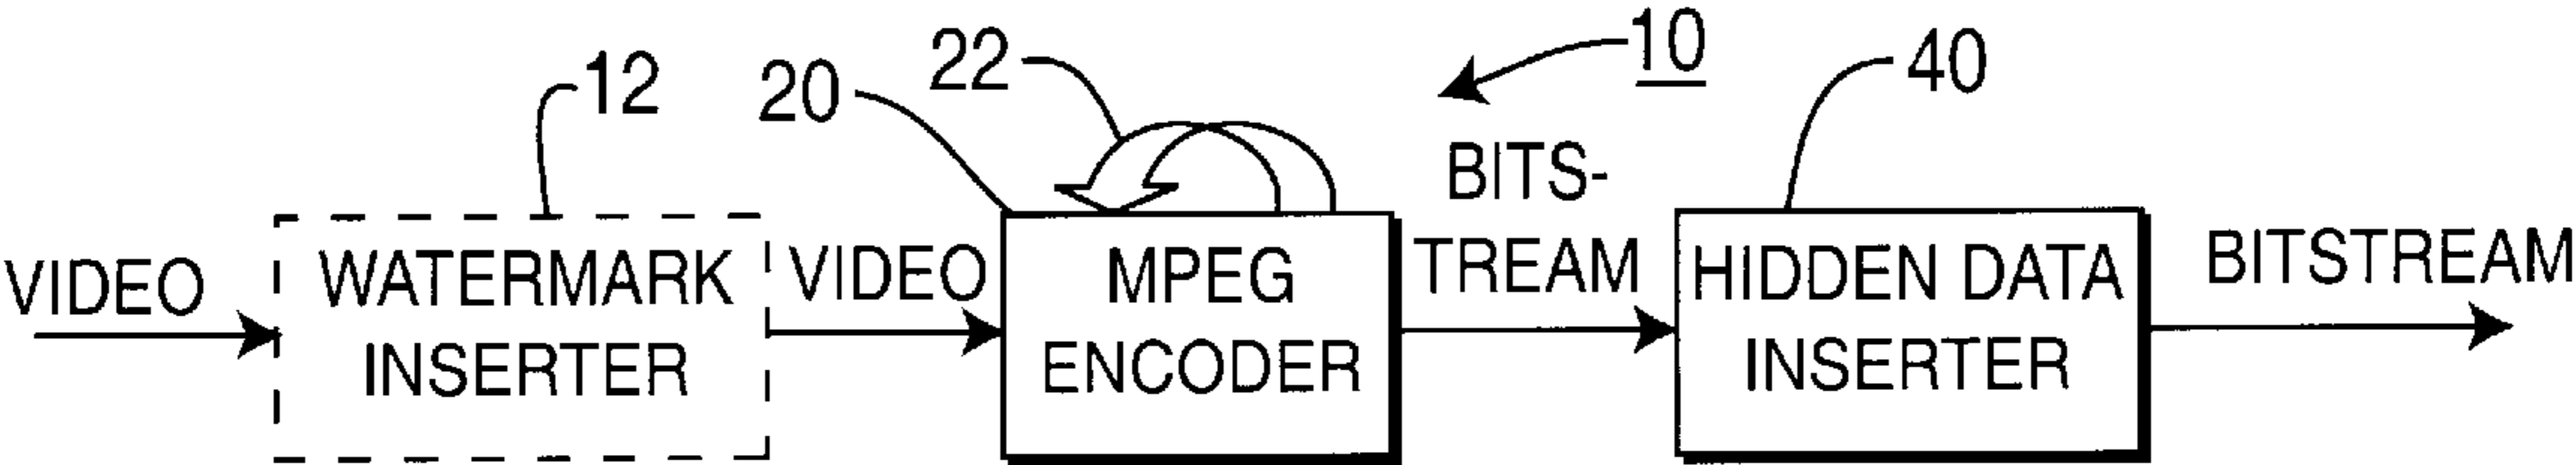 12
20
22
10
40
VIDEO
WATERMARK
INSERTER
VIDEO
MPEG
ENCODER
BITS-
TREAM
HIDDEN DATA
INSERTER
BITSTREAM